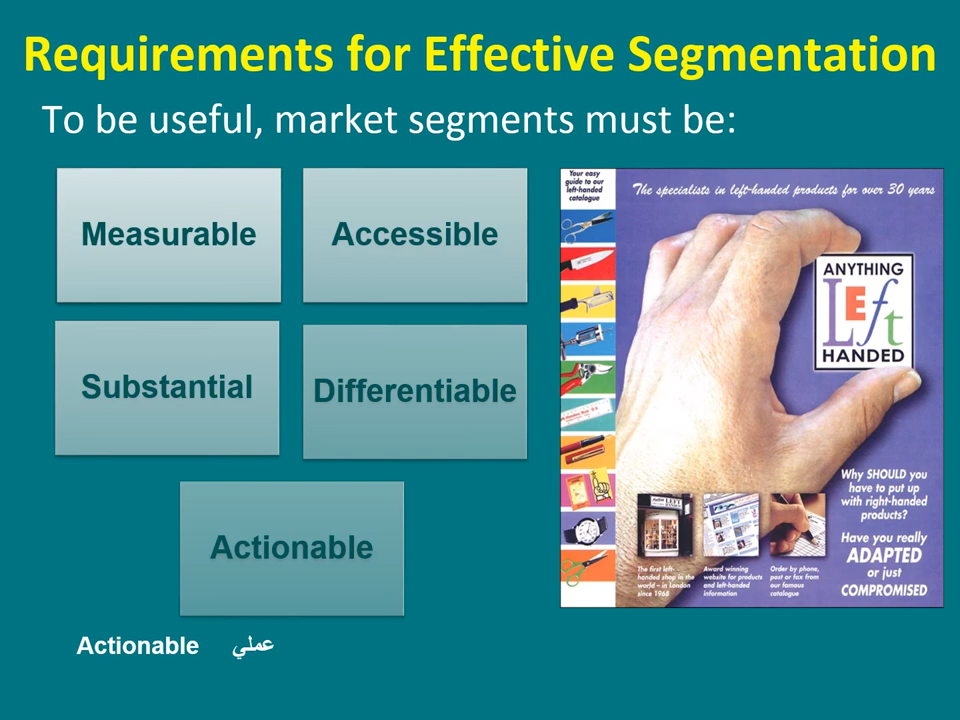 Requirements for Effective Segmentation
To be useful, market segments must be:
Measurable
Accessible
Substantial
Differentiable
Actionable
Actionable عملي
Your easy
guide to our
left-handed
catalogue
The specialists in left-handed products for over 30 years
ANYTHING
LEft
HANDED
Why SHOULD you
have to put up
with right-handed
products?
Have you really
ADAPTED
or just
COMPROMISED
The first left-
handed shop in the
world – in London
since 1968
Award winning
website for products
and left-handed
information
Order by phone,
post or fax from
our famous
catalogue